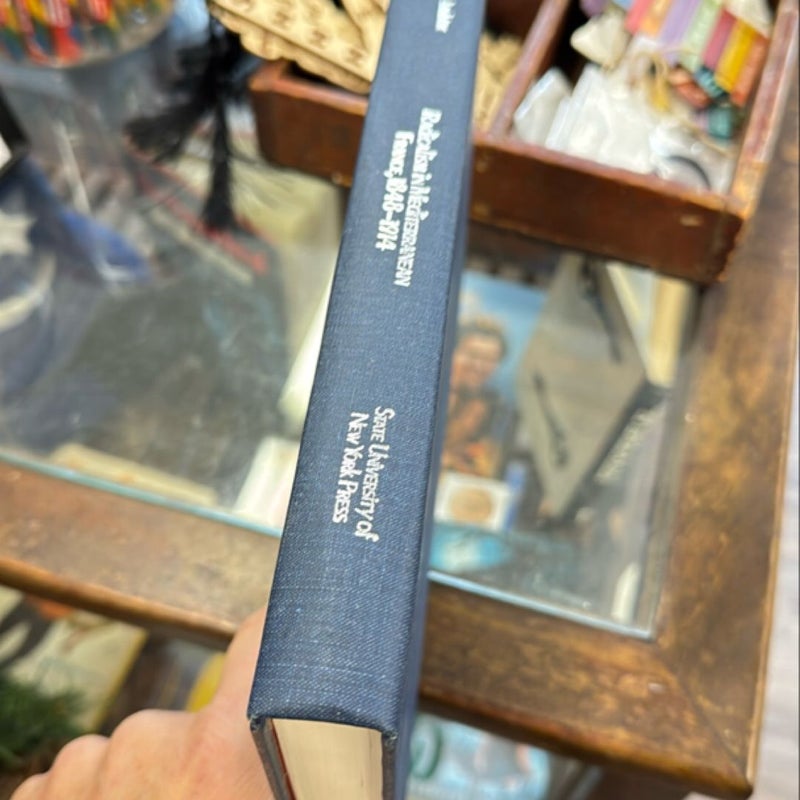 Radicalism in Mediterranean
France, 1848-1914
State University of
New York Press